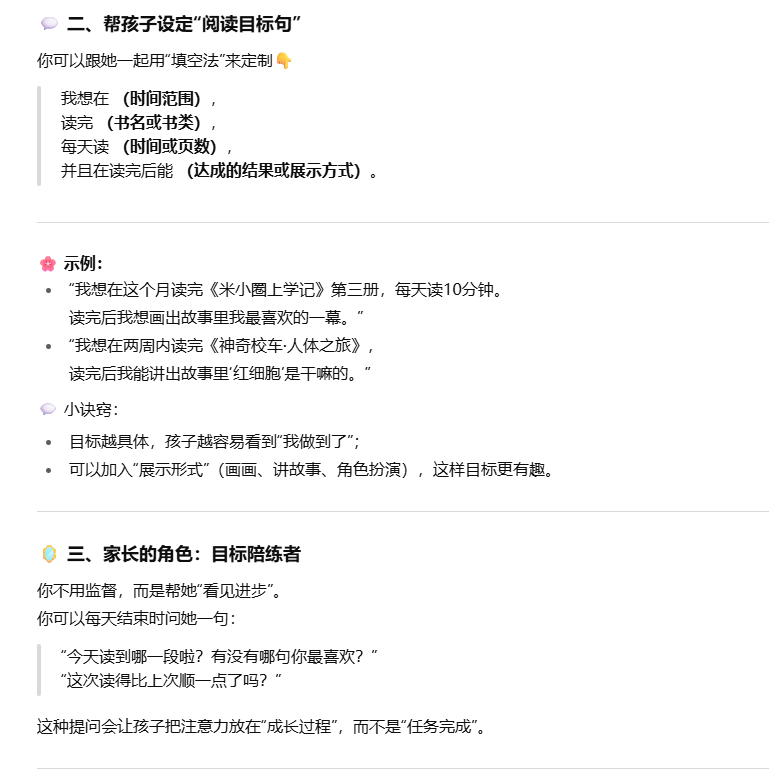 💬 二、帮孩子设定“阅读目标句”
你可以跟她一起用“填空法”来定制👇
我想在 （时间范围），
读完 （书名或书类），
每天读 （时间或页数），
并且在读完后能 （达成的结果或展示方式）。
🌸 示例：
“我想在这个月读完《米小圈上学记》第三册，每天读10分钟。
读完后我想画出故事里我最喜欢的一幕。”
“我想在两周内读完《神奇校车·人体之旅》，
读完后我能讲出故事里‘红细胞’是干嘛的。”
💬 小诀窍：
目标越具体，孩子越容易看到“我做到了”；
可以加入“展示形式”（画画、讲故事、角色扮演），这样目标更有趣。
🪞 三、家长的角色：目标陪练者
你不用监督，而是帮她“看见进步”。
你可以每天结束时问她一句：
“今天读到哪一段啦？有没有哪句你最喜欢？”
“这次读得比上次顺一点了吗？”
这种提问会让孩子把注意力放在“成长过程”，而不是“任务完成”。